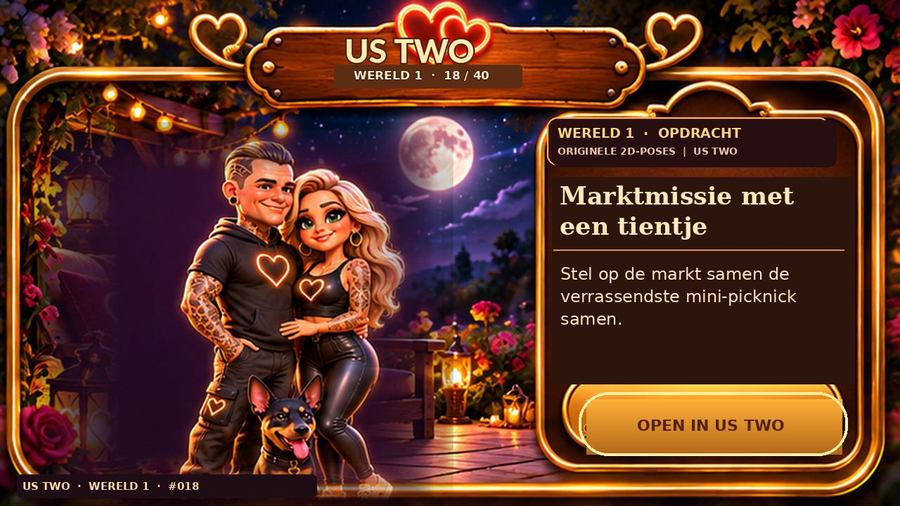 US TWO
WERELD 1 · 18 / 40
WERELD 1 · OPDRACHT
ORIGINELE 2D-POSES | US TWO
Marktmissie met
een tientje
Stel op de markt samen de
verrassendste mini-picknick
samen.
OPEN IN US TWO
US TWO · WERELD 1 · #018